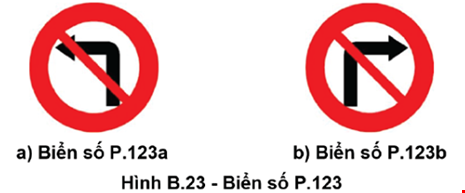 a) Biển số P.123a
b) Biển số P.123b
Hình B.23 - Biển số P.123